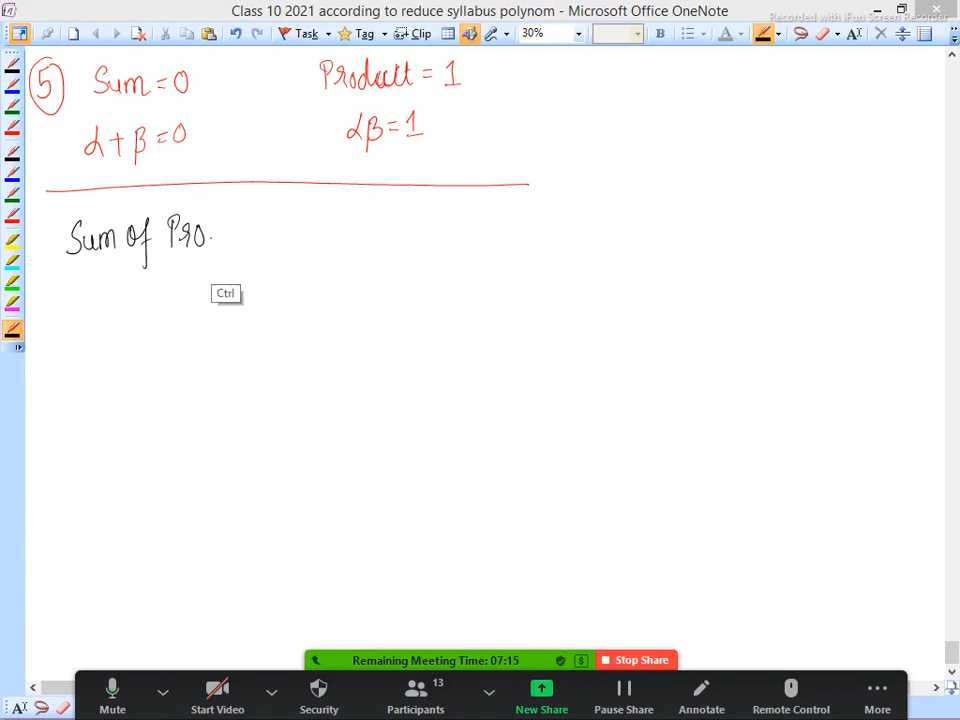 Class 10 2021 according to reduce syllabus polynom - Microsoft Office OneNote
Recorded with iFun Screen Recorder
Task Tag Clip 30% B A
5 Sum = 0 Product = 1
α + β = 0 αβ = 1
Sum of Pro.
Ctrl
Remaining Meeting Time: 07:15 $ Stop Share
13
Mute Start Video Security Participants New Share Pause Share Annotate Remote Control More